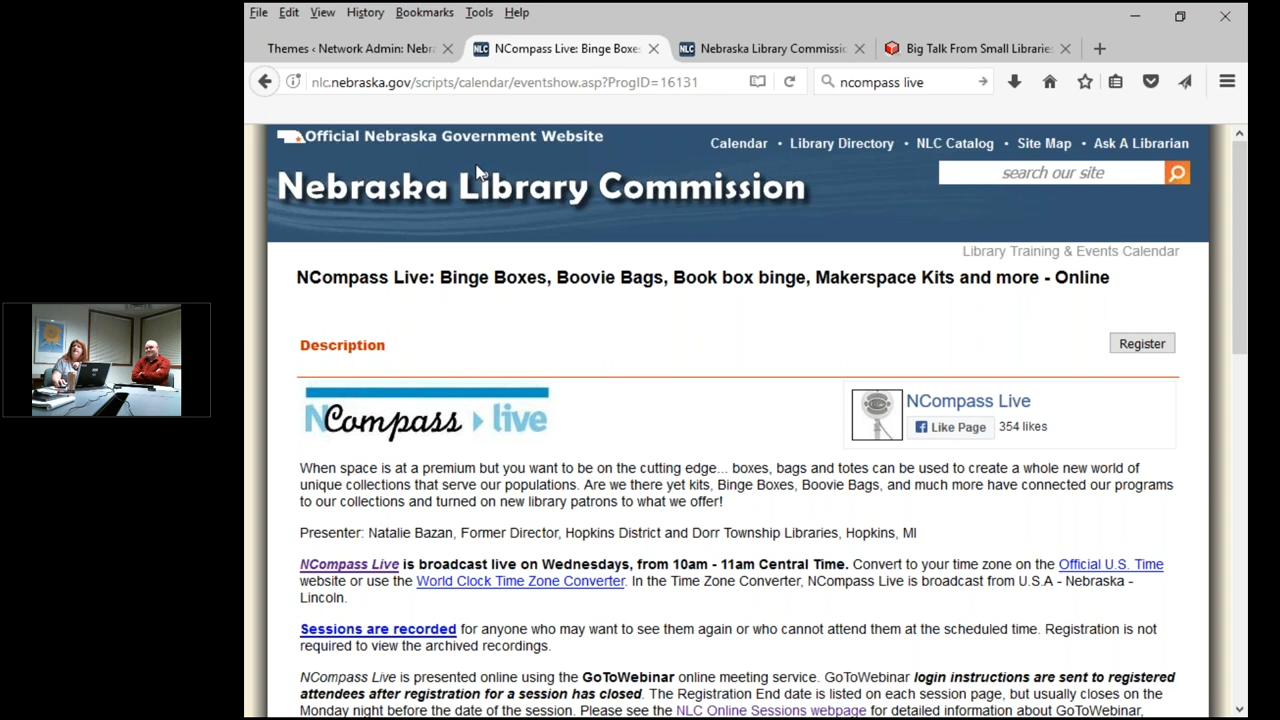 File Edit View History Bookmarks Tools Help
Themes ‹ Network Admin: Nebra
NCompass Live: Binge Boxes
Nebraska Library Commissio
Big Talk From Small Libraries
nlc.nebraska.gov/scripts/calendar/eventshow.asp?ProgID=16131
ncompass live
Official Nebraska Government Website
Calendar • Library Directory • NLC Catalog • Site Map • Ask A Librarian
Nebraska Library Commission
search our site
Library Training & Events Calendar
NCompass Live: Binge Boxes, Boovie Bags, Book box binge, Makerspace Kits and more - Online
Description
Register
NCompass live
NCompass Live
Like Page 354 likes
When space is at a premium but you want to be on the cutting edge... boxes, bags and totes can be used to create a whole new world of
unique collections that serve our populations. Are we there yet kits, Binge Boxes, Boovie Bags, and much more have connected our programs
to our collections and turned on new library patrons to what we offer!
Presenter: Natalie Bazan, Former Director, Hopkins District and Dorr Township Libraries, Hopkins, MI
NCompass Live is broadcast live on Wednesdays, from 10am - 11am Central Time. Convert to your time zone on the Official U.S. Time
website or use the World Clock Time Zone Converter. In the Time Zone Converter, NCompass Live is broadcast from U.S.A - Nebraska -
Lincoln.
Sessions are recorded for anyone who may want to see them again or who cannot attend them at the scheduled time. Registration is not
required to view the archived recordings.
NCompass Live is presented online using the GoToWebinar online meeting service. GoToWebinar login instructions are sent to registered
attendees after registration for a session has closed. The Registration End date is listed on each session page, but usually closes on the
Monday night before the date of the session. Please see the NLC Online Sessions webpage for detailed information about GoToWebinar,